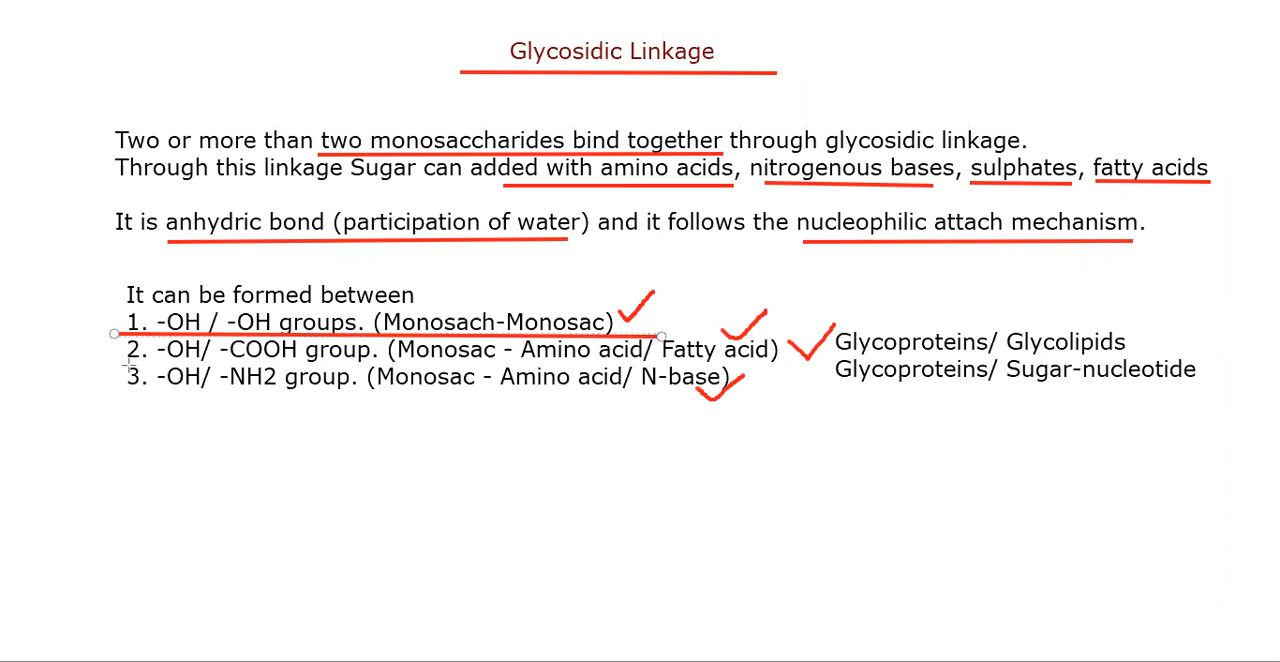 Glycosidic Linkage
Two or more than two monosaccharides bind together through glycosidic linkage.
Through this linkage Sugar can added with amino acids, nitrogenous bases, sulphates, fatty acids
It is anhydric bond (participation of water) and it follows the nucleophilic attach mechanism.
It can be formed between
1. -OH / -OH groups. (Monosach-Monosac)
2. -OH/ -COOH group. (Monosac - Amino acid/ Fatty acid)
3. -OH/ -NH2 group. (Monosac - Amino acid/ N-base)
Glycoproteins/ Glycolipids
Glycoproteins/ Sugar-nucleotide